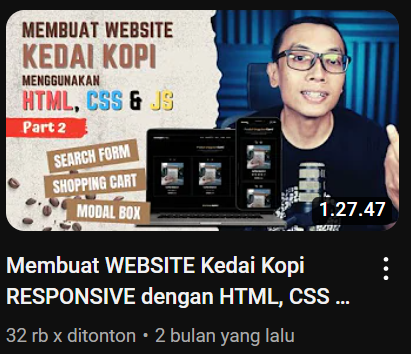 MEMBUAT WEBSITE
KEDAI KOPI
MENGGUNAKAN
HTML, CSS & JS
Part 2
SEARCH FORM
SHOPPING CART
MODAL BOX
1.27.47
Membuat WEBSITE Kedai Kopi
RESPONSIVE dengan HTML, CSS ...
32 rb x ditonton • 2 bulan yang lalu